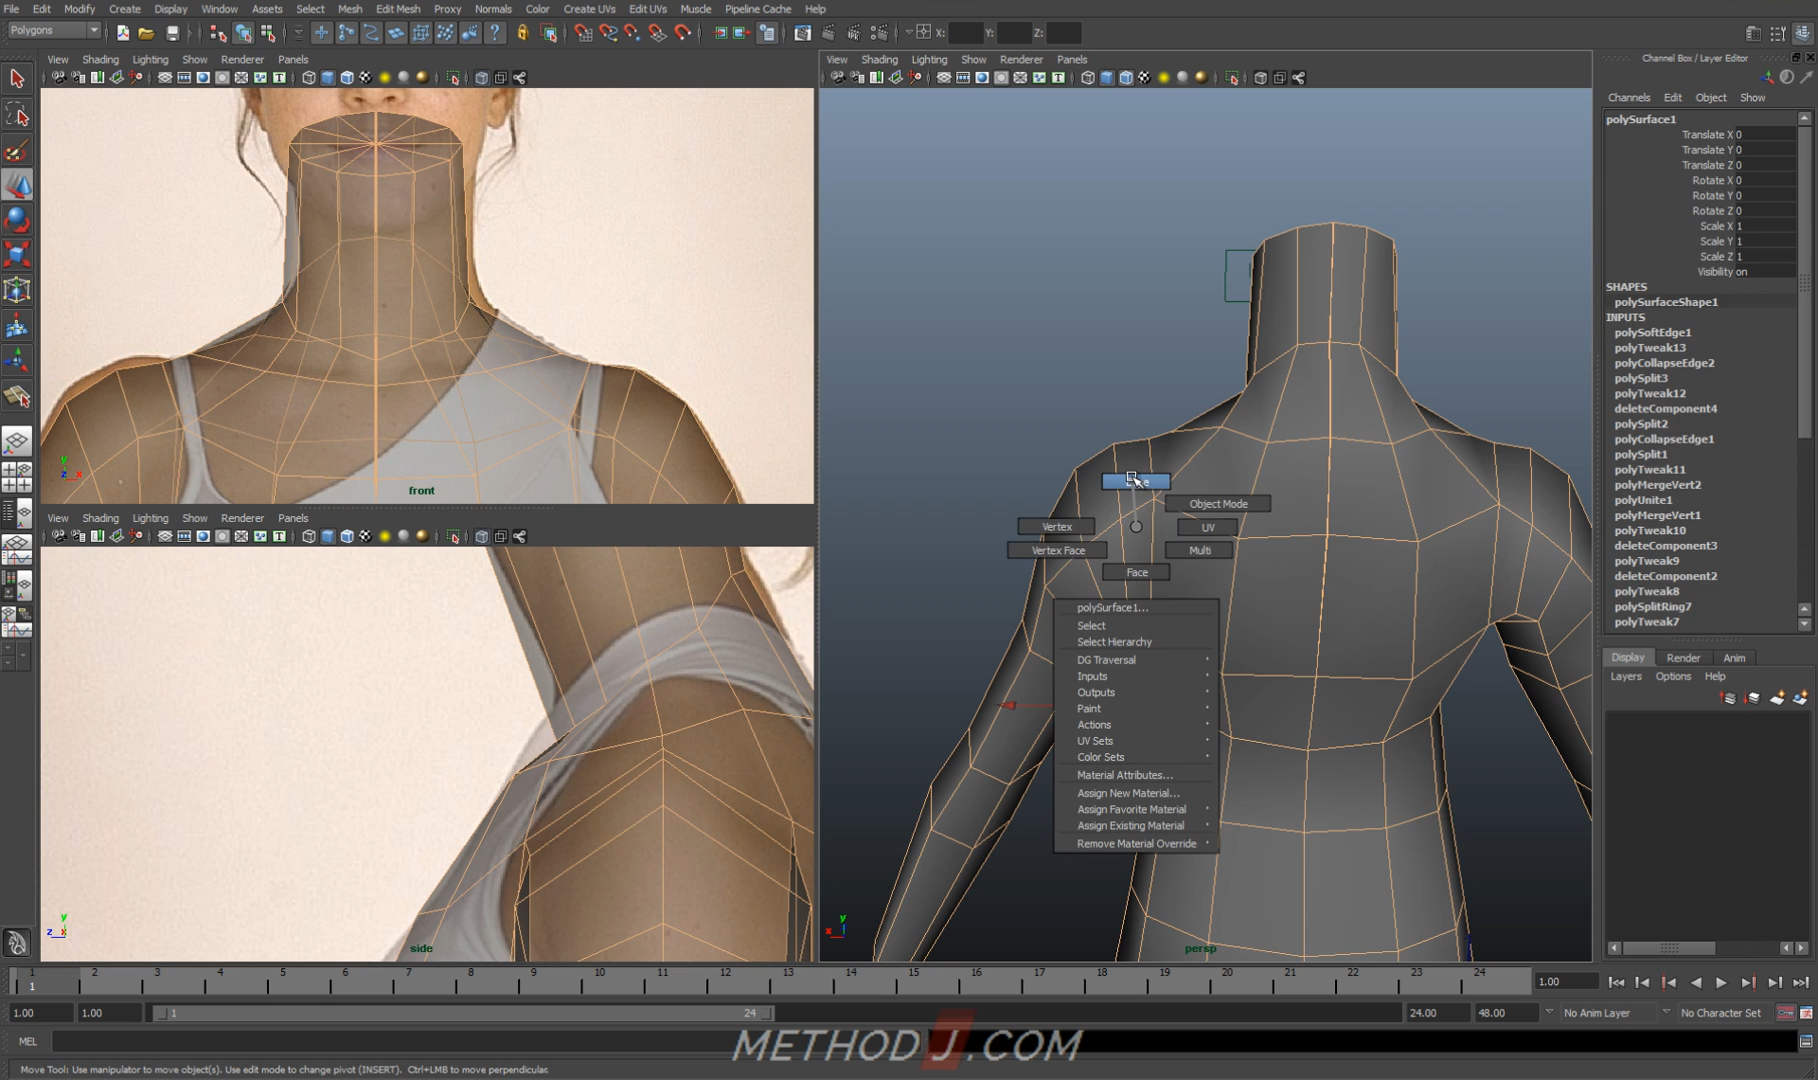 File Edit Modify Create Display Window Assets Select Mesh Edit Mesh Proxy Normals Color Create UVs Edit UVs Muscle Pipeline Cache Help
Polygons
X: Y: Z:
View Shading Lighting Show Renderer Panels
front
View Shading Lighting Show Renderer Panels
side
View Shading Lighting Show Renderer Panels
Object Mode
Vertex
UV
Vertex Face
Multi
Face
polySurface1...
Select
Select Hierarchy
DG Traversal
Inputs
Outputs
Paint
Actions
UV Sets
Color Sets
Material Attributes...
Assign New Material...
Assign Favorite Material
Assign Existing Material
Remove Material Override
persp
Channel Box / Layer Editor
Channels Edit Object Show
polySurface1
Translate X 0
Translate Y 0
Translate Z 0
Rotate X 0
Rotate Y 0
Rotate Z 0
Scale X 1
Scale Y 1
Scale Z 1
Visibility on
SHAPES
polySurfaceShape1
INPUTS
polySoftEdge1
polyTweak13
polyCollapseEdge2
polySplit3
polyTweak12
deleteComponent4
polySplit2
polyCollapseEdge1
polySplit1
polyTweak11
polyMergeVert2
polyUnite1
polyMergeVert1
polyTweak10
deleteComponent3
polyTweak9
deleteComponent2
polyTweak8
polySplitRing7
polyTweak7
Display Render Anim
Layers Options Help
1 2 3 4 5 6 7 8 9 10 11 12 13 14 15 16 17 18 19 20 21 22 23 24
1
1.00
1.00 1.00 1 24 24.00 48.00 No Anim Layer No Character Set
MEL
METHOD J .COM
Move Tool: Use manipulator to move object(s). Use edit mode to change pivot (INSERT). Ctrl+LMB to move perpendicular.